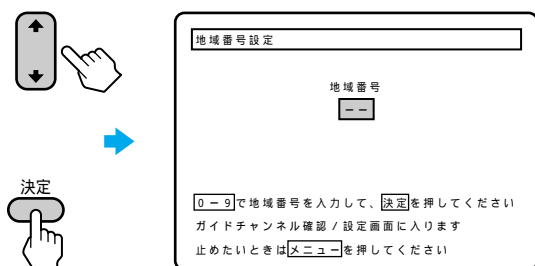 決定
地域番号設定
地域番号
－－
0－9で地域番号を入力して、決定を押してください
ガイドチャンネル確認／設定画面に入ります
止めたいときはメニューを押してください